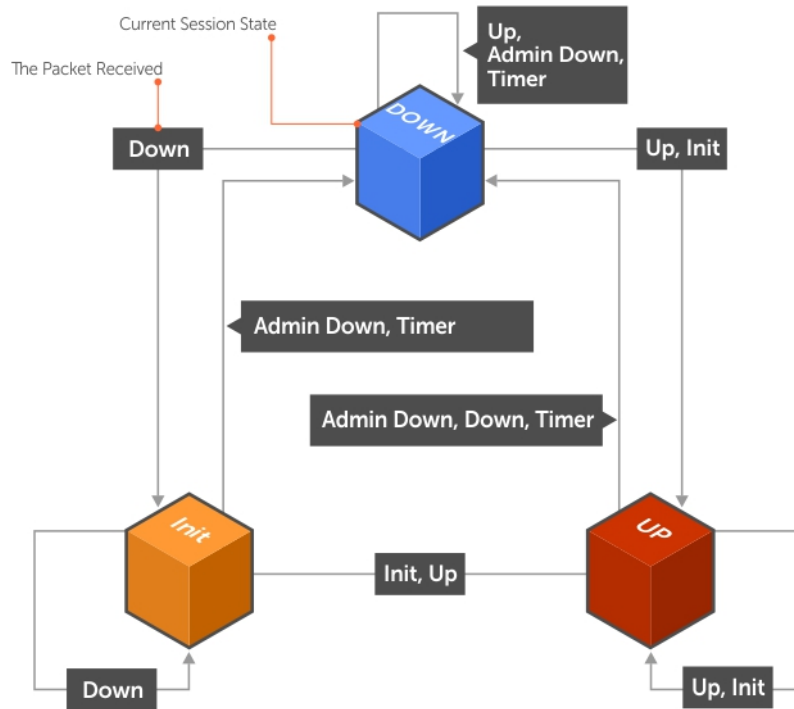 Current Session State
The Packet Received
Up,
Admin Down,
Timer
DOWN
Down
Up, Init
Admin Down, Timer
Admin Down, Down, Timer
Init
UP
Init, Up
Down
Up, Init